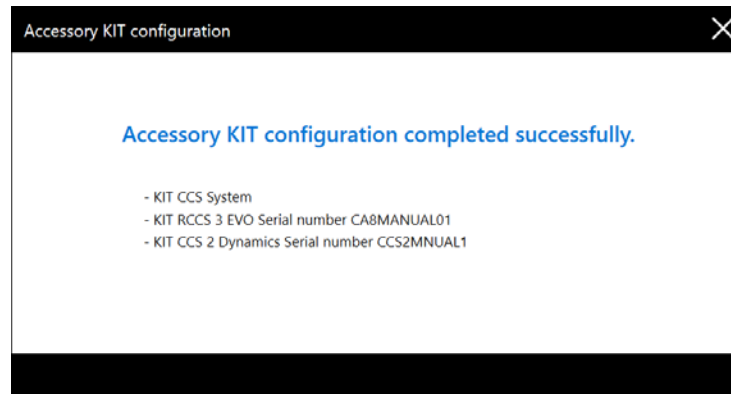 Accessory KIT configuration
Accessory KIT configuration completed successfully.
- KIT CCS System
- KIT RCCS 3 EVO Serial number CA8MANUAL01
- KIT CCS 2 Dynamics Serial number CCS2MNUAL1